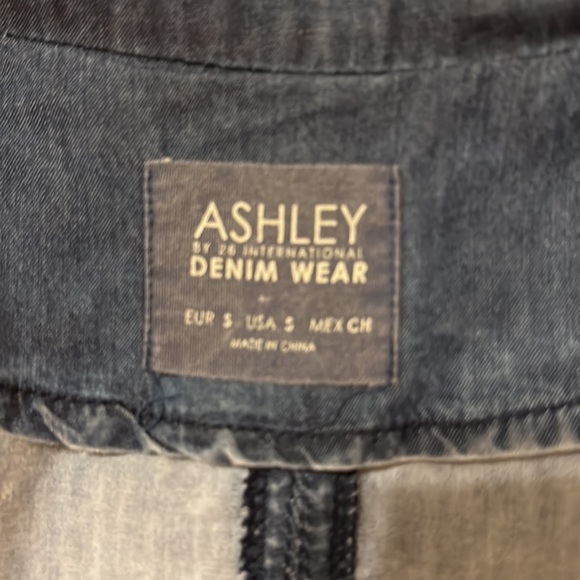 ASHLEY
BY 26 INTERNATIONAL
DENIM WEAR
EUR S USA S MEX CH
MADE IN CHINA